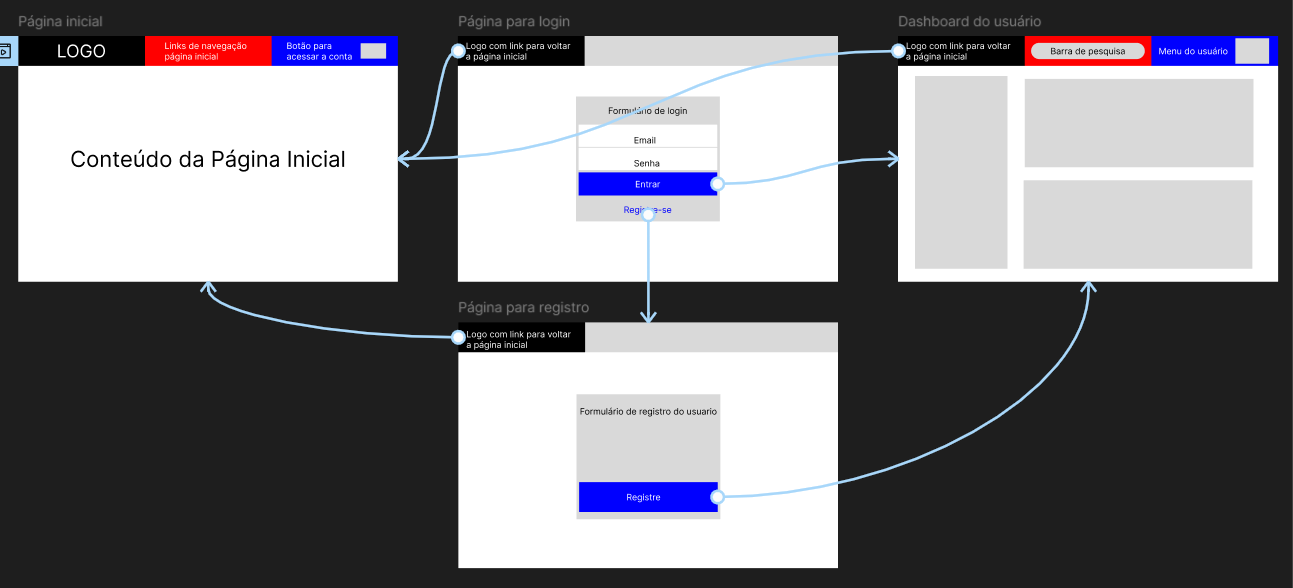 Página inicial
LOGO
Links de navegação
página inicial
Botão para
acessar a conta
Conteúdo da Página Inicial
Página para login
Logo com link para voltar
a página inicial
Formulário de login
Email
Senha
Entrar
Registre-se
Dashboard do usuário
Logo com link para voltar
a página inicial
Barra de pesquisa
Menu do usuário
Página para registro
Logo com link para voltar
a página inicial
Formulário de registro do usuario
Registre